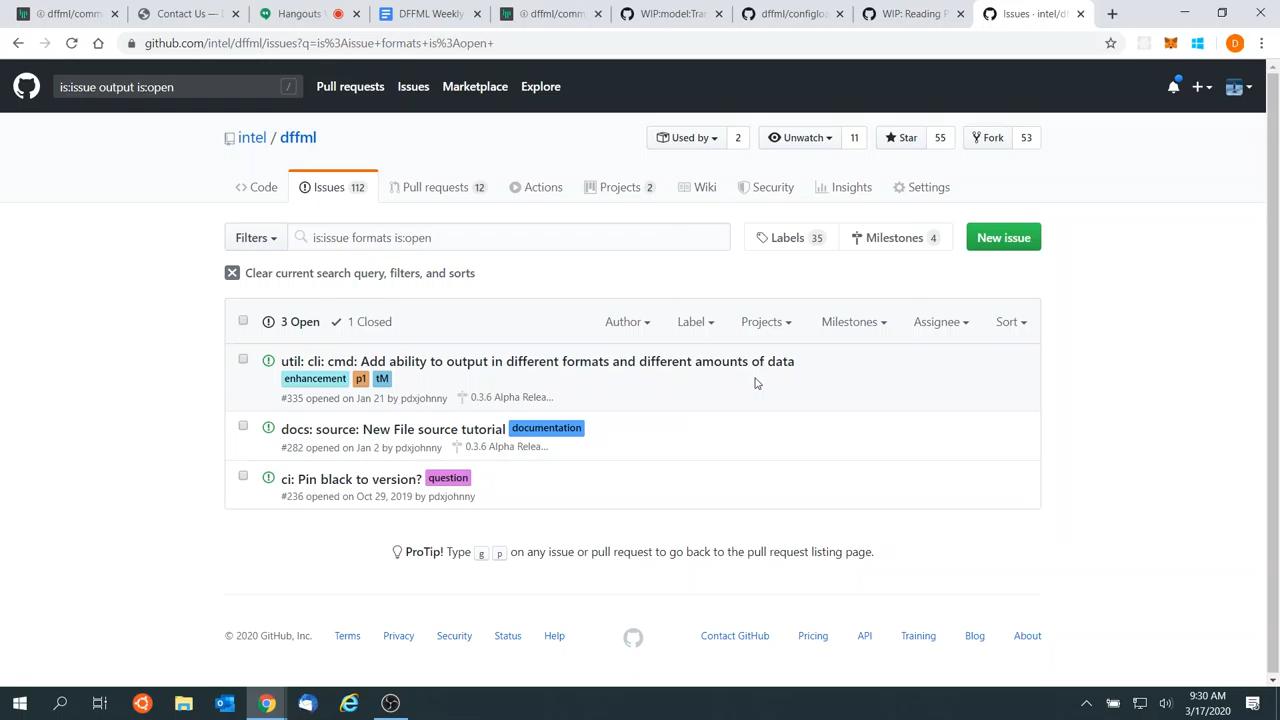 @ dffml/comm
Contact Us —
Hangouts
DFFML Weekly
@ dffml/comm
WIP:model:Tra
dffml/configlo
WIP: Reading P
Issues · intel/df
github.com/intel/dffml/issues?q=is%3Aissue+formats+is%3Aopen+
D
is:issue output is:open
/
Pull requests Issues Marketplace Explore
intel / dffml
Used by 2
Unwatch 11
Star 55
Fork 53
Code
Issues 112
Pull requests 12
Actions
Projects 2
Wiki
Security
Insights
Settings
Filters
is:issue formats is:open
Labels 35
Milestones 4
New issue
Clear current search query, filters, and sorts
3 Open 1 Closed
Author Label Projects Milestones Assignee Sort
util: cli: cmd: Add ability to output in different formats and different amounts of data
enhancement p1 tM
#335 opened on Jan 21 by pdxjohnny 0.3.6 Alpha Relea...
docs: source: New File source tutorial documentation
#282 opened on Jan 2 by pdxjohnny 0.3.6 Alpha Relea...
ci: Pin black to version? question
#236 opened on Oct 29, 2019 by pdxjohnny
ProTip! Type g p on any issue or pull request to go back to the pull request listing page.
© 2020 GitHub, Inc. Terms Privacy Security Status Help Contact GitHub Pricing API Training Blog About
9:30 AM
3/17/2020